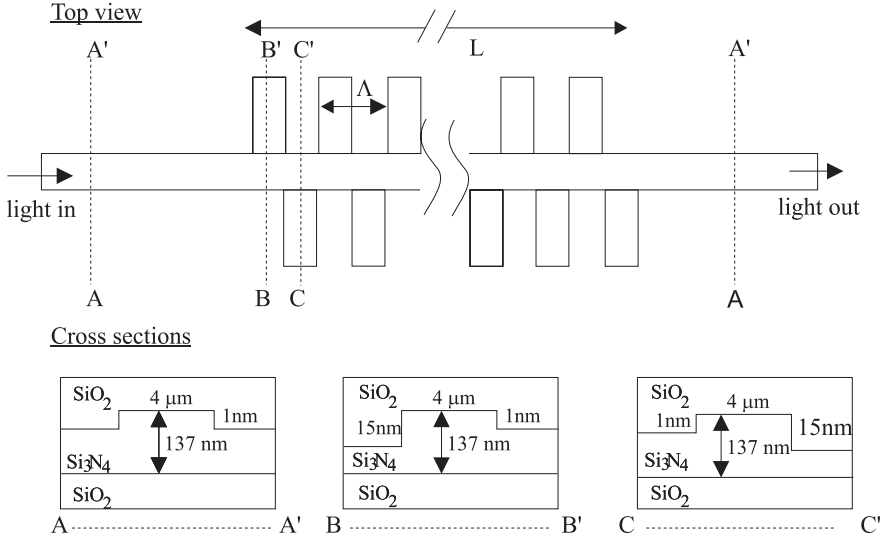 Top view
A' B' C' L A'
Λ
light in light out
A B C A
Cross sections
SiO2 4 μm 1nm 137 nm Si3N4 SiO2
A A'
SiO2 4 μm 15nm 1nm 137 nm Si3N4 SiO2
B B'
SiO2 4 μm 1nm 15nm 137 nm Si3N4 SiO2
C C'